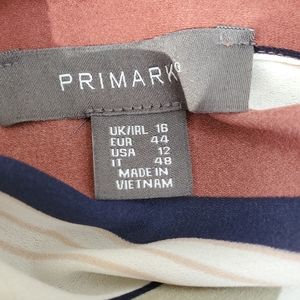 PRIMARK®
UK/IRL 16
EUR 44
USA 12
IT 48
MADE IN
VIETNAM